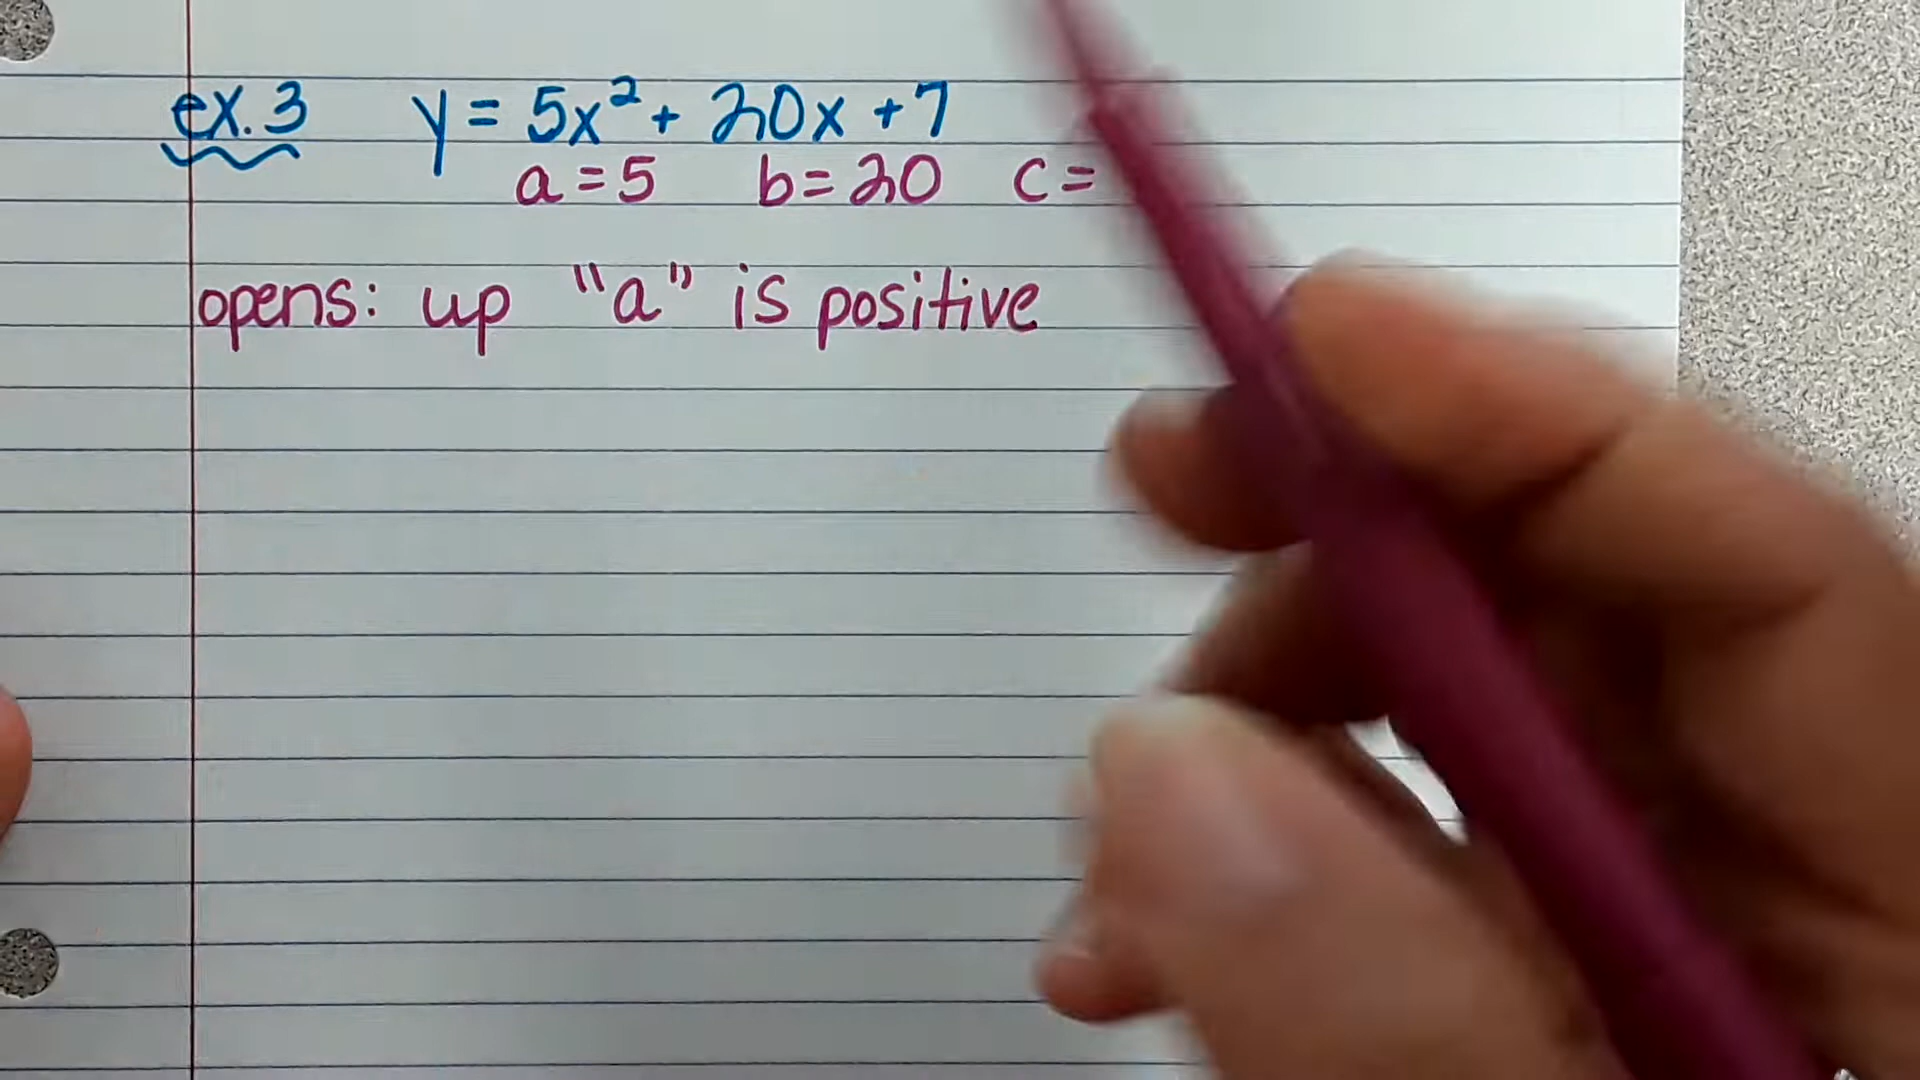 ex.3 y = 5x² + 20x + 7
a = 5 b = 20 c =
opens: up "a" is positive